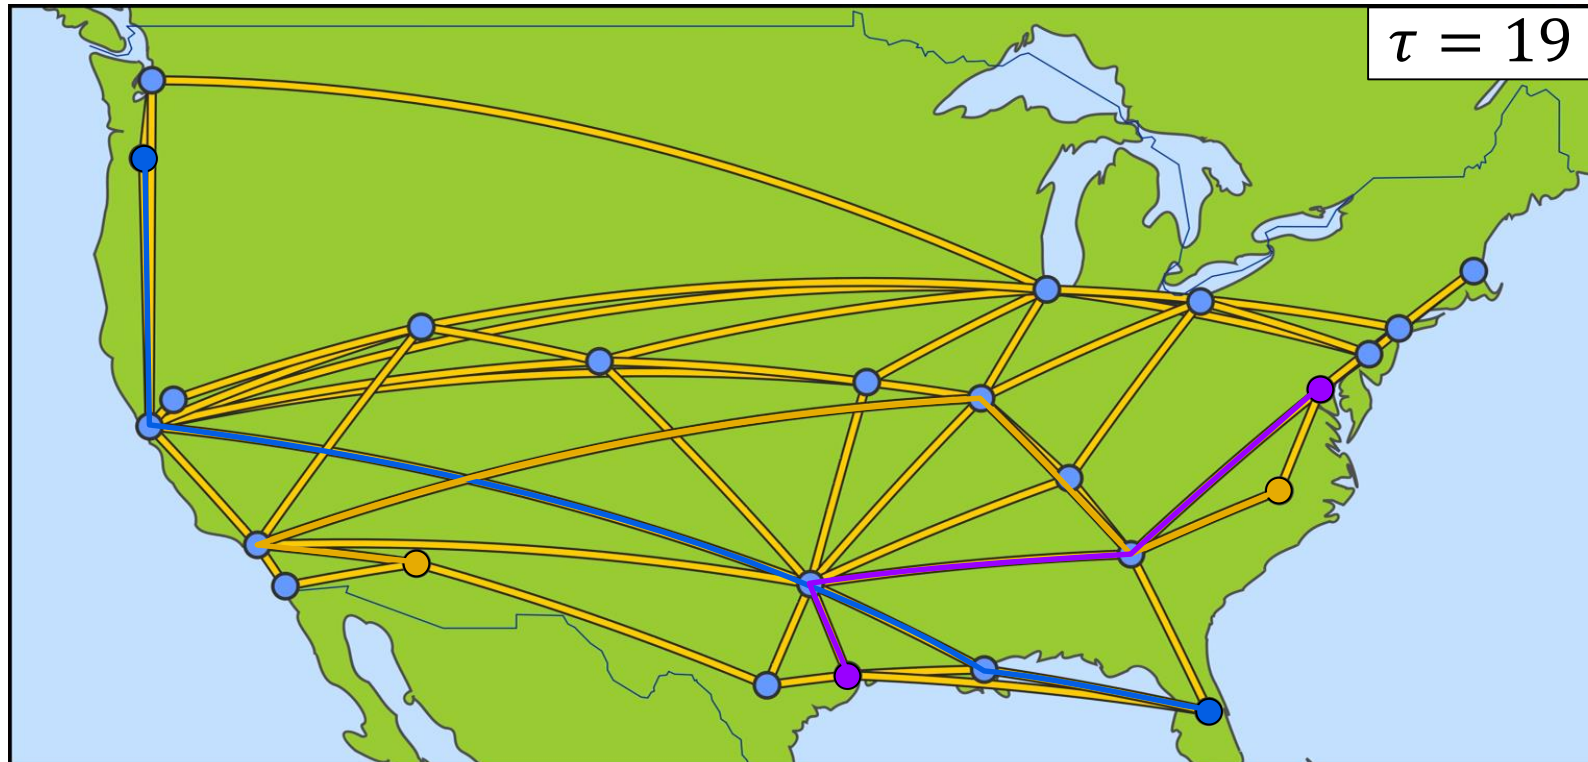 τ = 19